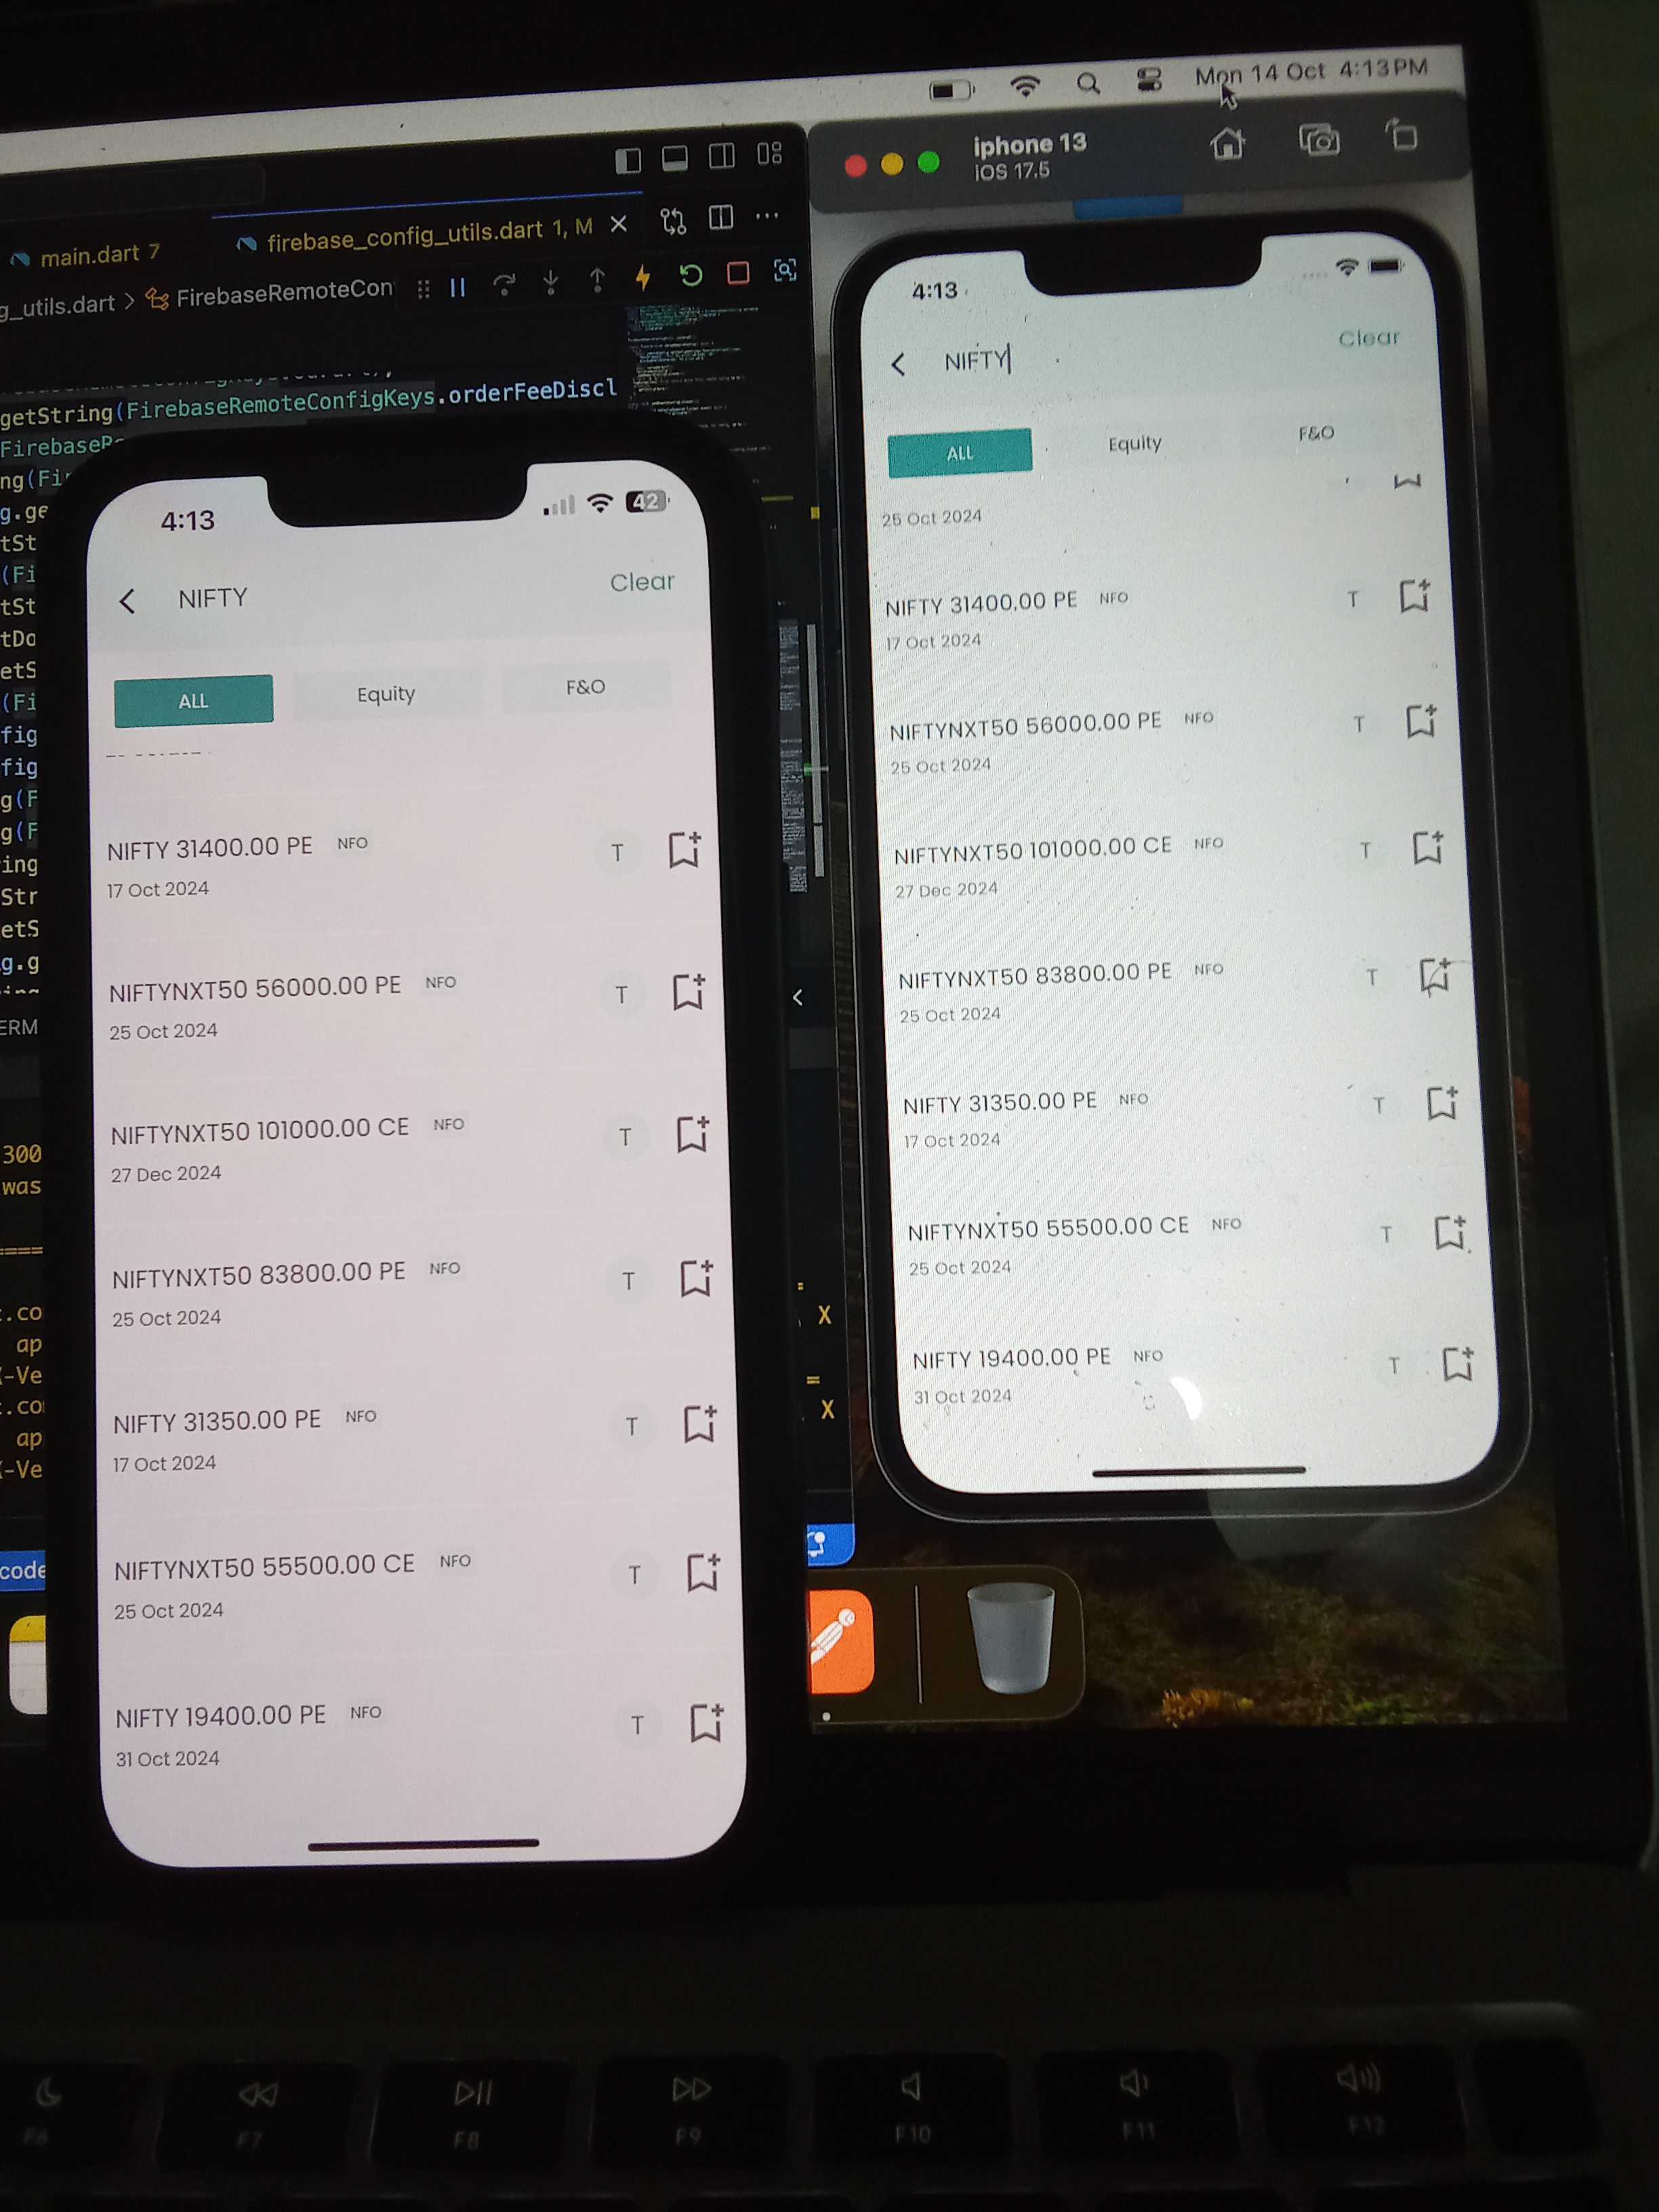 Mon 14 Oct 4:13 PM
iphone 13
iOS 17.5
main.dart 7
firebase_config_utils.dart 1, M
g_utils.dart > FirebaseRemoteCon
getString(FirebaseRemoteConfigKeys.orderFeeDiscl
FirebaseR
ng(Fi
g.ge
tSt
(Fi
tSt
tDo
etS
(Fi
fig
fig
g(F
g(F
ing
Str
etS
g.g
ERM
300
was
====
.co
ap
-Ve
.co
ap
-Ve
code
X
=
X
4:13
42
NIFTY
Clear
ALL
Equity
F&O
NIFTY 31400.00 PE NFO
T
17 Oct 2024
NIFTYNXT50 56000.00 PE NFO
T
25 Oct 2024
NIFTYNXT50 101000.00 CE NFO
T
27 Dec 2024
NIFTYNXT50 83800.00 PE NFO
T
25 Oct 2024
NIFTY 31350.00 PE NFO
T
17 Oct 2024
NIFTYNXT50 55500.00 CE NFO
T
25 Oct 2024
NIFTY 19400.00 PE NFO
T
31 Oct 2024
4:13
NIFTY
Clear
ALL
Equity
F&O
25 Oct 2024
NIFTY 31400.00 PE NFO
T
17 Oct 2024
NIFTYNXT50 56000.00 PE NFO
T
25 Oct 2024
NIFTYNXT50 101000.00 CE NFO
T
27 Dec 2024
NIFTYNXT50 83800.00 PE NFO
T
25 Oct 2024
NIFTY 31350.00 PE NFO
T
17 Oct 2024
NIFTYNXT50 55500.00 CE NFO
T
25 Oct 2024
NIFTY 19400.00 PE NFO
T
31 Oct 2024
F6
F7
F8
F9
F10
F11
F12